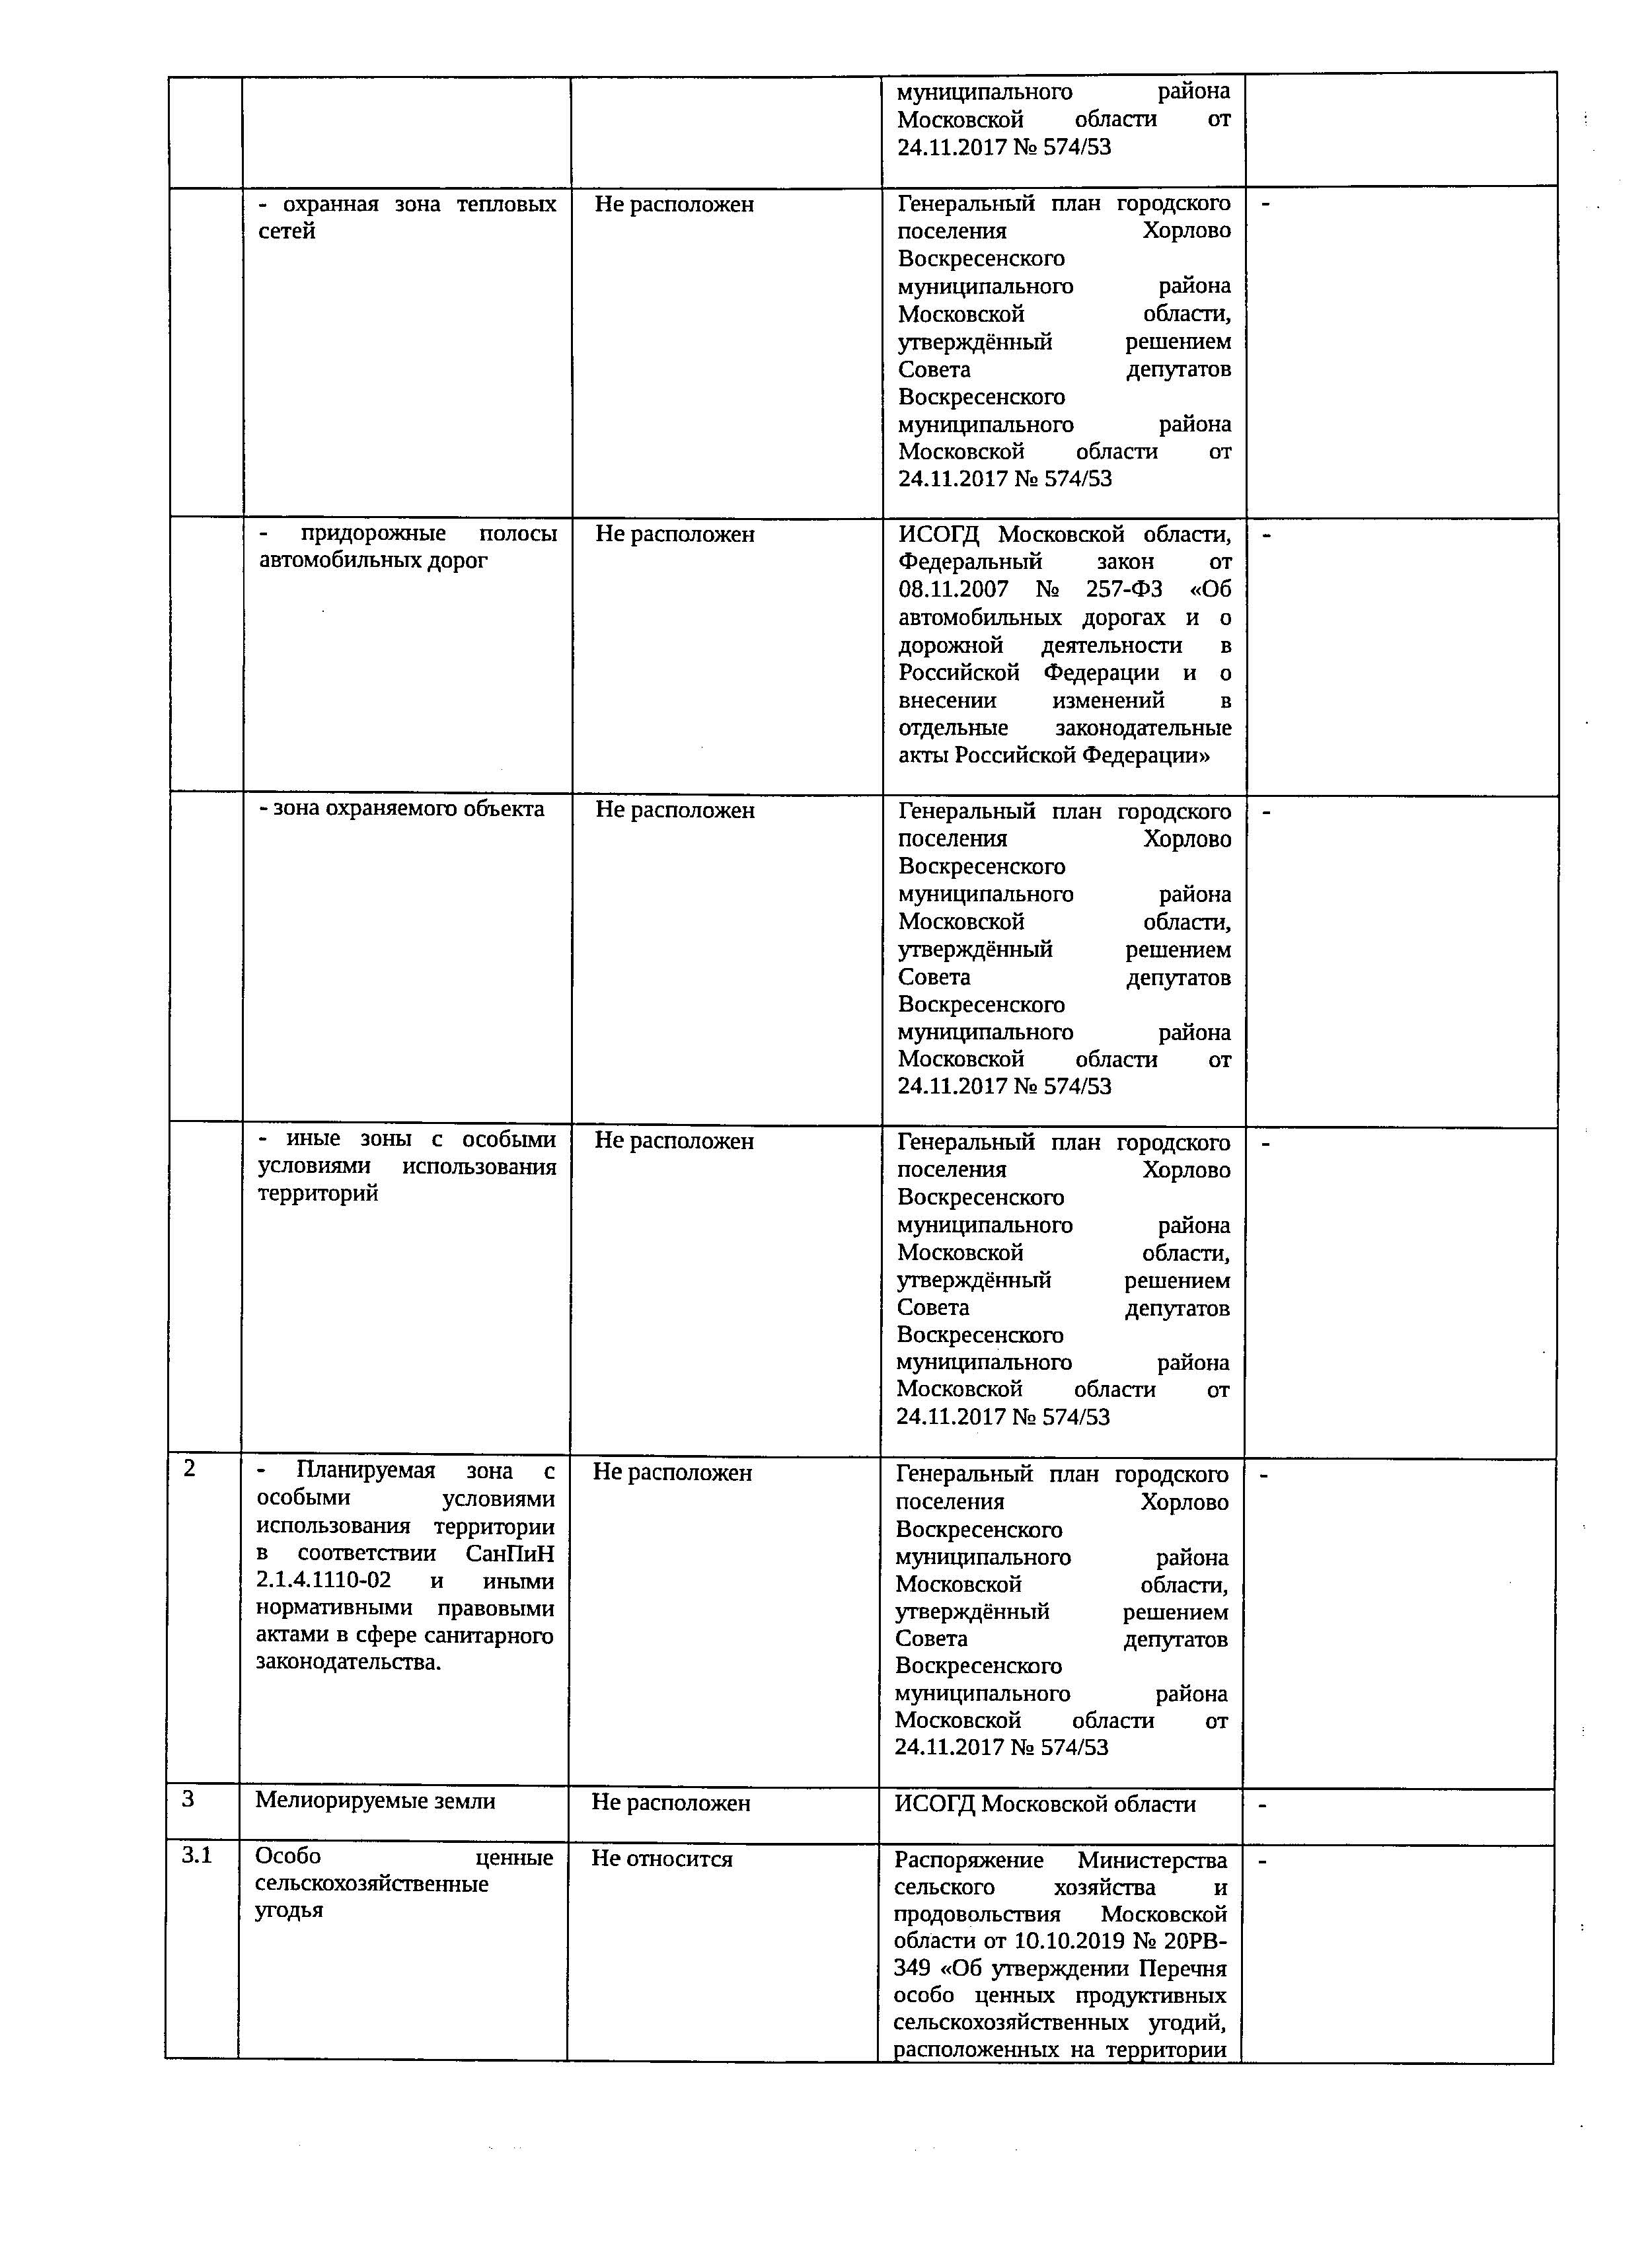 муниципального района
Московской области от
24.11.2017 № 574/53
- охранная зона тепловых
сетей
Не расположен
Генеральный план городского
поселения Хорлово
Воскресенского
муниципального района
Московской области,
утверждённый решением
Совета депутатов
Воскресенского
муниципального района
Московской области от
24.11.2017 № 574/53
-
- придорожные полосы
автомобильных дорог
Не расположен
ИСОГД Московской области,
Федеральный закон от
08.11.2007 № 257-ФЗ «Об
автомобильных дорогах и о
дорожной деятельности в
Российской Федерации и о
внесении изменений в
отдельные законодательные
акты Российской Федерации»
-
- зона охраняемого объекта
Не расположен
Генеральный план городского
поселения Хорлово
Воскресенского
муниципального района
Московской области,
утверждённый решением
Совета депутатов
Воскресенского
муниципального района
Московской области от
24.11.2017 № 574/53
-
- иные зоны с особыми
условиями использования
территорий
Не расположен
Генеральный план городского
поселения Хорлово
Воскресенского
муниципального района
Московской области,
утверждённый решением
Совета депутатов
Воскресенского
муниципального района
Московской области от
24.11.2017 № 574/53
-
2
- Планируемая зона с
особыми условиями
использования территории
в соответствии СанПиН
2.1.4.1110-02 и иными
нормативными правовыми
актами в сфере санитарного
законодательства.
Не расположен
Генеральный план городского
поселения Хорлово
Воскресенского
муниципального района
Московской области,
утверждённый решением
Совета депутатов
Воскресенского
муниципального района
Московской области от
24.11.2017 № 574/53
-
3
Мелиорируемые земли
Не расположен
ИСОГД Московской области
-
3.1
Особо ценные
сельскохозяйственные
угодья
Не относится
Распоряжение Министерства
сельского хозяйства и
продовольствия Московской
области от 10.10.2019 № 20РВ-
349 «Об утверждении Перечня
особо ценных продуктивных
сельскохозяйственных угодий,
расположенных на территории
-